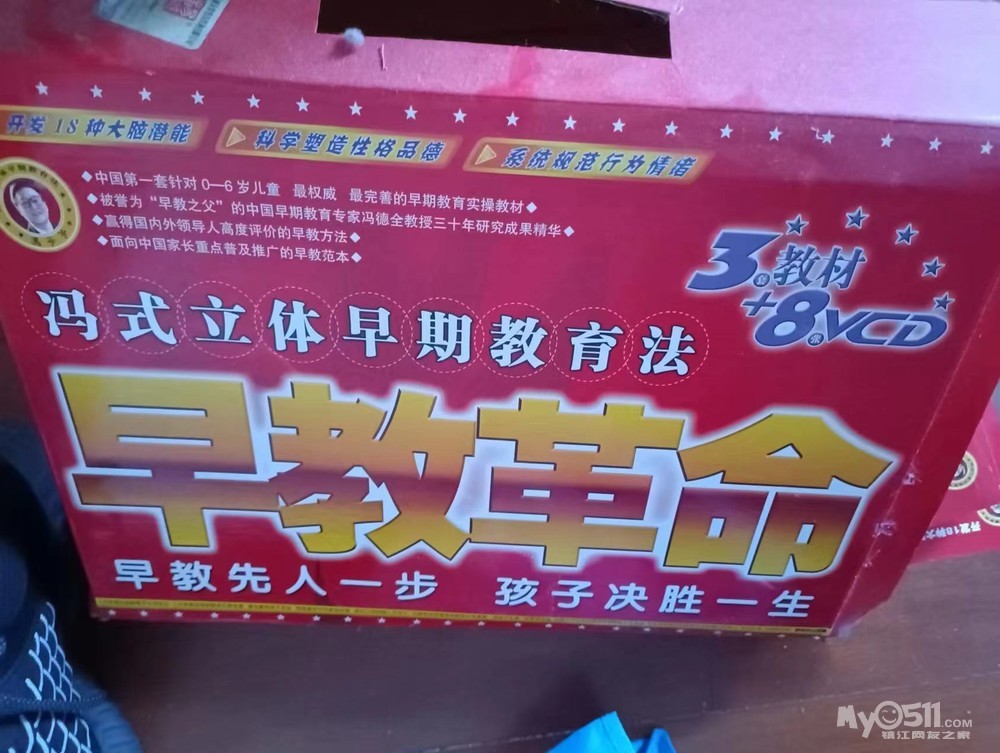 开发18种大脑潜能
科学塑造性格品德
系统规范行为情绪
◆中国第一套针对0—6岁儿童 最权威 最完善的早期教育实操教材◆
◆被誉为“早教之父”的中国早期教育专家冯德全教授三十年研究成果精华◆
◆赢得国内外领导人高度评价的早教方法◆
◆面向中国家长重点普及推广的早教范本◆
3套教材
+8张VCD
冯式立体早期教育法
早教革命
早教先人一步 孩子决胜一生
开发18种大
My0511.COM
镇江网友之家